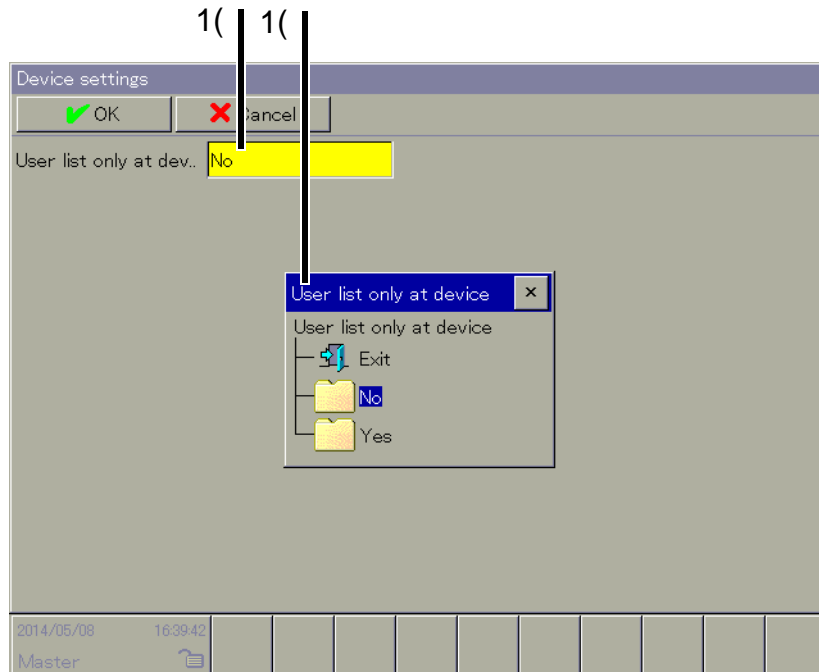 1( 1(
Device settings
OK Cancel
User list only at dev.. No
User list only at device ×
User list only at device
Exit
No
Yes
2014/05/08 16:39:42
Master